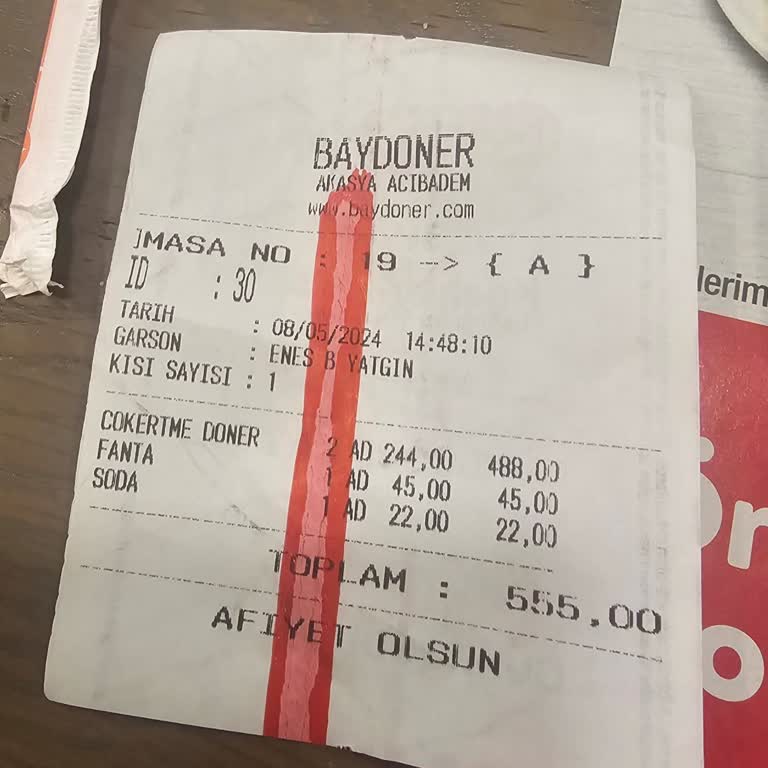 BAYDONER
AKASYA ACIBADEM
www.baydoner.com
MASA NO : 19 --> { A }
ID : 30
TARIH : 08/05/2024 14:48:10
GARSON : ENES B YATGIN
KISI SAYISI : 1
COKERTME DONER 2 AD 244,00 488,00
FANTA 1 AD 45,00 45,00
SODA 1 AD 22,00 22,00
TOPLAM : 555,00
AFIYET OLSUN
lerim